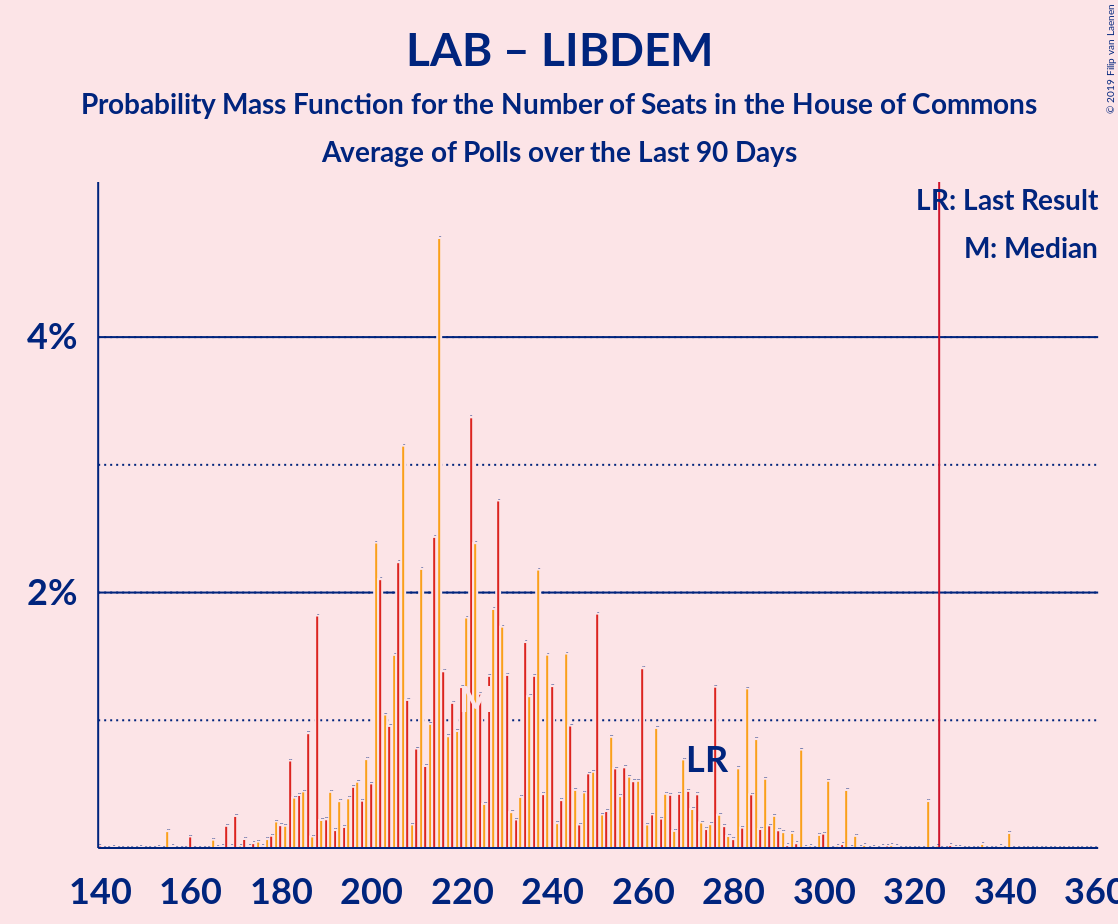 LAB – LIBDEM
Probability Mass Function for the Number of Seats in the House of Commons
Average of Polls over the Last 90 Days
© 2019 Filip van Laenen
LR: Last Result
M: Median
4%
2%
M
LR
140 160 180 200 220 240 260 280 300 320 340 360